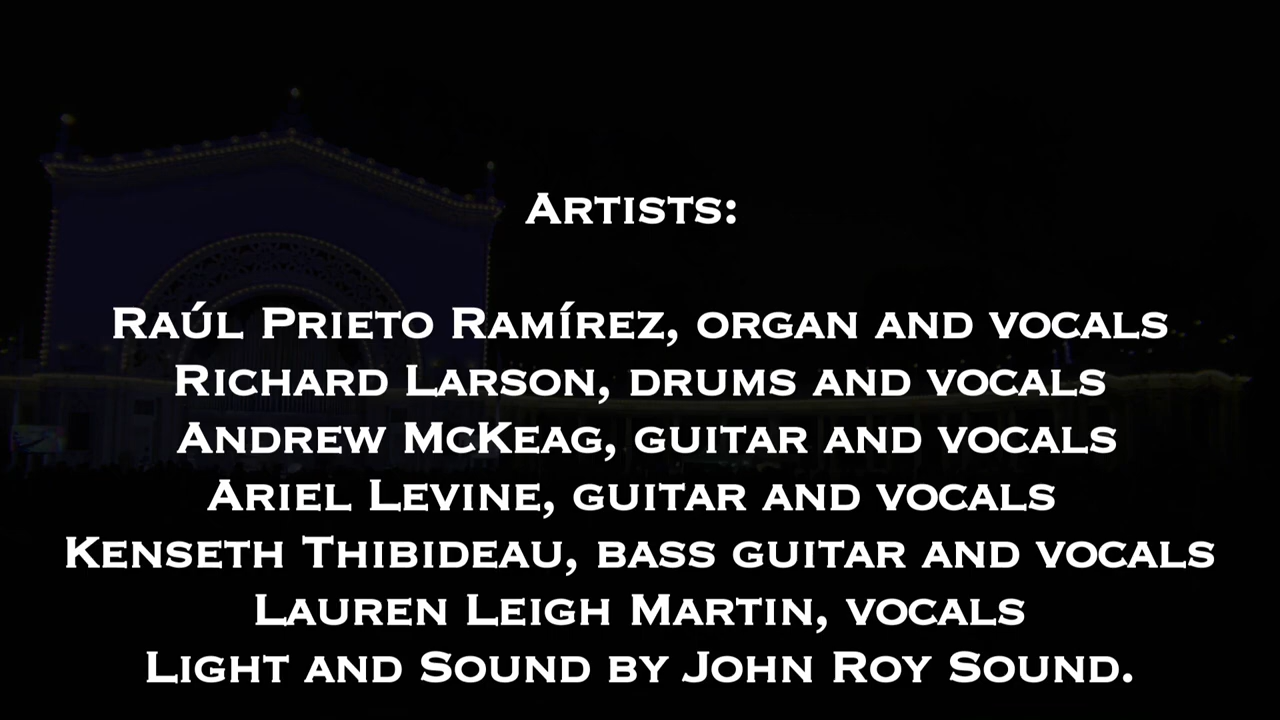 Artists:
Raúl Prieto Ramírez, organ and vocals
Richard Larson, drums and vocals
Andrew McKeag, guitar and vocals
Ariel Levine, guitar and vocals
Kenseth Thibideau, bass guitar and vocals
Lauren Leigh Martin, vocals
Light and Sound by John Roy Sound.